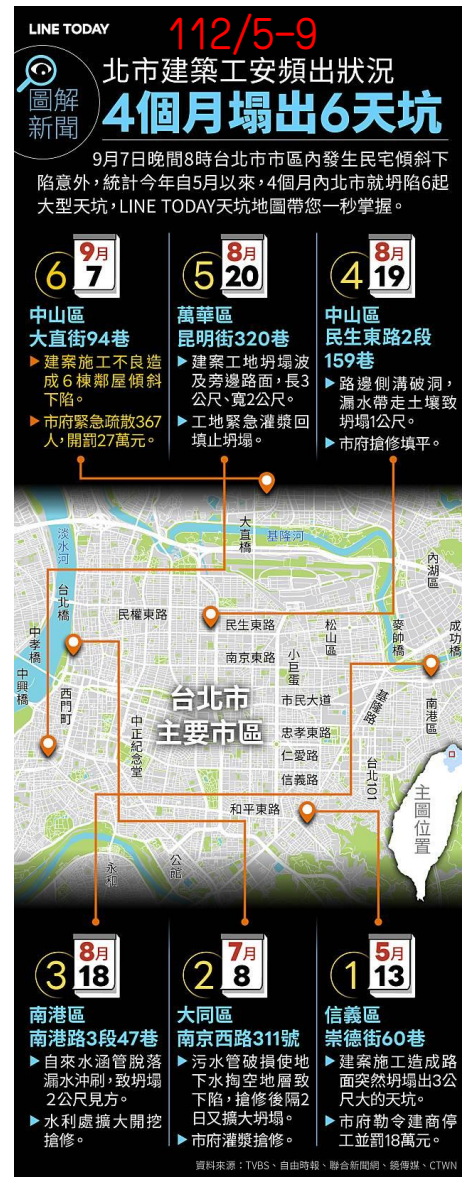 LINE TODAY
112/5-9
圖解
新聞
北市建築工安頻出狀況
4個月塌出6天坑
9月7日晚間8時台北市市區內發生民宅傾斜下
陷意外，統計今年自5月以來，4個月內北市就坍陷6起
大型天坑，LINE TODAY天坑地圖帶您一秒掌握。
6
9月
7
中山區
大直街94巷
▶建案施工不良造
成6棟鄰屋傾斜
下陷。
▶市府緊急疏散367
人，開罰27萬元。
5
8月
20
萬華區
昆明街320巷
▶建案工地坍塌波
及旁邊路面，長3
公尺、寬2公尺。
▶工地緊急灌漿回
填止坍塌。
4
8月
19
中山區
民生東路2段
159巷
▶路邊側溝破洞，
漏水帶走土壤致
坍塌1公尺。
▶市府搶修填平。
淡水河
台北橋
大直橋
基隆河
內湖區
民權東路
民生東路
松山區
麥帥橋
成功橋
中孝橋
中興橋
南京東路
小巨蛋
西門町
台北市
主要市區
市民大道
基隆路
南港區
中正紀念堂
忠孝東路
仁愛路
信義路
台北101
和平東路
主圖位置
永和
公館
3
8月
18
南港區
南港路3段47巷
▶自來水涵管脫落
漏水沖刷，致坍塌
2公尺見方。
▶水利處擴大開挖
搶修。
2
7月
8
大同區
南京西路311號
▶污水管破損使地
下水掏空地層致
下陷，搶修後隔2
日又擴大坍塌。
▶市府灌漿搶修。
1
5月
13
信義區
崇德街60巷
▶建案施工造成路
面突然坍塌出3公
尺大的天坑。
▶市府勒令建商停
工並罰18萬元。
資料來源：TVBS、自由時報、聯合新聞網、鏡傳媒、CTWN